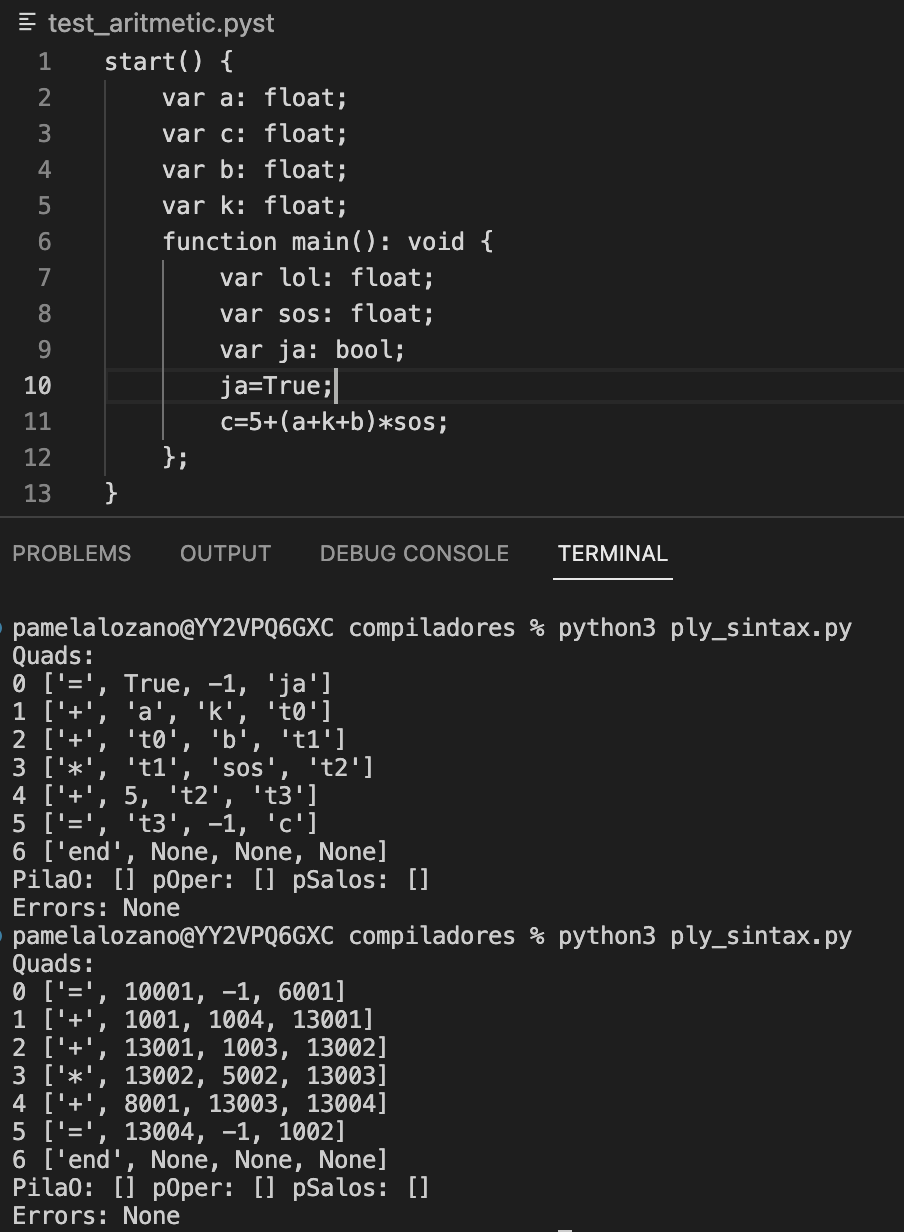 test_aritmetic.pyst
1 start() {
2 var a: float;
3 var c: float;
4 var b: float;
5 var k: float;
6 function main(): void {
7 var lol: float;
8 var sos: float;
9 var ja: bool;
10 ja=True;
11 c=5+(a+k+b)*sos;
12 };
13 }
PROBLEMS OUTPUT DEBUG CONSOLE TERMINAL
pamelalozano@YY2VPQ6GXC compiladores % python3 ply_sintax.py
Quads:
0 ['=', True, -1, 'ja']
1 ['+', 'a', 'k', 't0']
2 ['+', 't0', 'b', 't1']
3 ['*', 't1', 'sos', 't2']
4 ['+', 5, 't2', 't3']
5 ['=', 't3', -1, 'c']
6 ['end', None, None, None]
PilaO: [] pOper: [] pSalos: []
Errors: None
pamelalozano@YY2VPQ6GXC compiladores % python3 ply_sintax.py
Quads:
0 ['=', 10001, -1, 6001]
1 ['+', 1001, 1004, 13001]
2 ['+', 13001, 1003, 13002]
3 ['*', 13002, 5002, 13003]
4 ['+', 8001, 13003, 13004]
5 ['=', 13004, -1, 1002]
6 ['end', None, None, None]
PilaO: [] pOper: [] pSalos: []
Errors: None